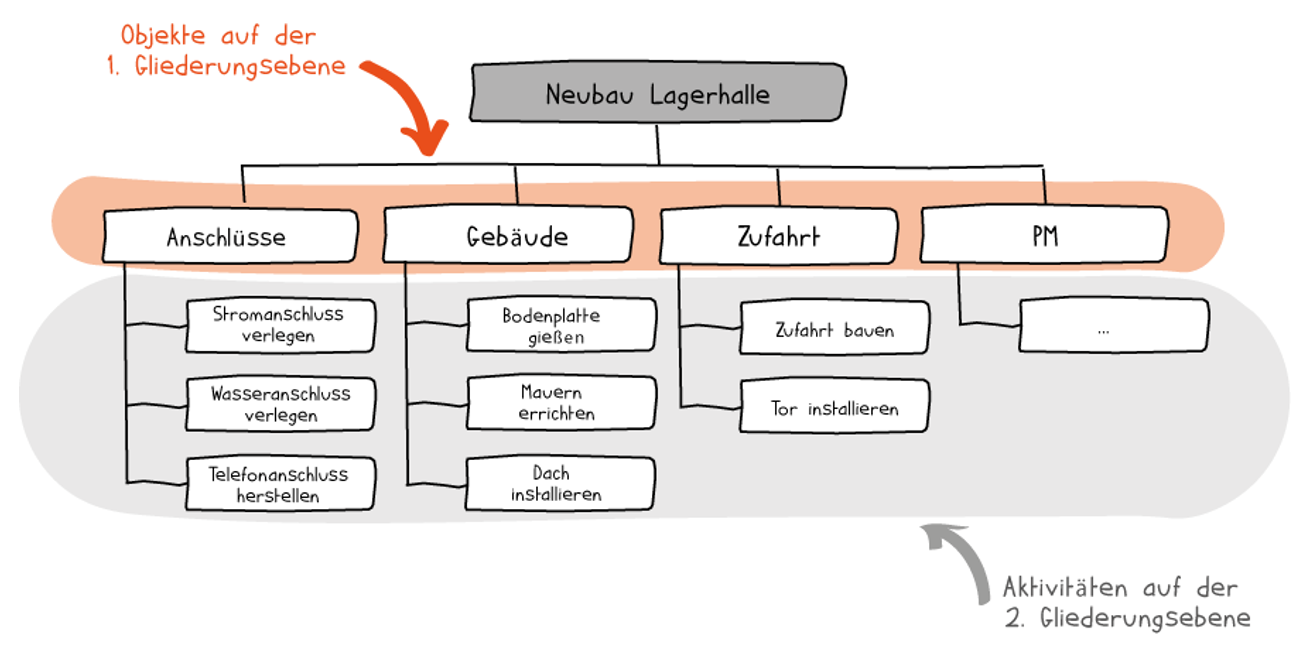 Objekte auf der
1. Gliederungsebene
Neubau Lagerhalle
Anschlüsse
Gebäude
Zufahrt
PM
Stromanschluss
verlegen
Wasseranschluss
verlegen
Telefonanschluss
herstellen
Bodenplatte
gießen
Mauern
errichten
Dach
installieren
Zufahrt bauen
Tor installieren
...
Aktivitäten auf der
2. Gliederungsebene